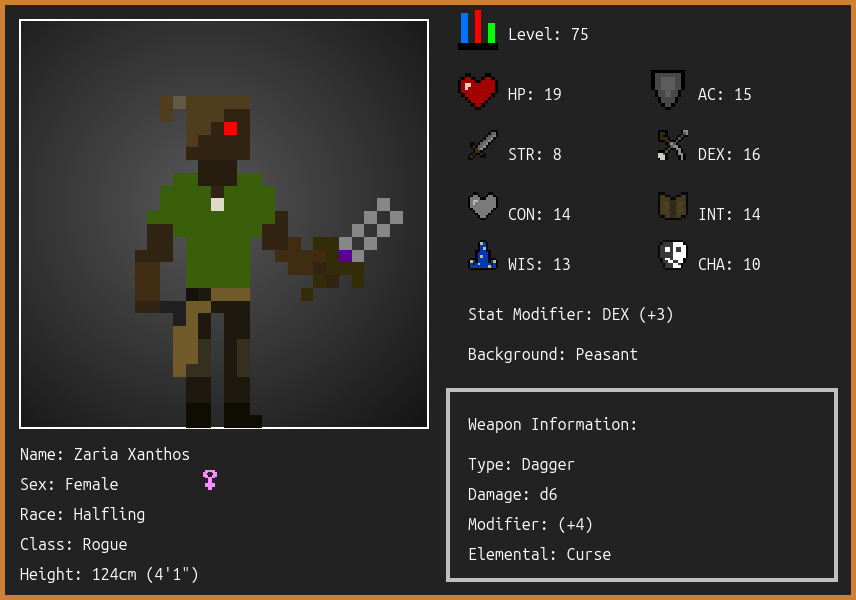 Level: 75
HP: 19
AC: 15
STR: 8
DEX: 16
CON: 14
INT: 14
WIS: 13
CHA: 10
Stat Modifier: DEX (+3)
Background: Peasant
Weapon Information:
Type: Dagger
Damage: d6
Modifier: (+4)
Elemental: Curse
Name: Zaria Xanthos
Sex: Female
Race: Halfling
Class: Rogue
Height: 124cm (4'1")